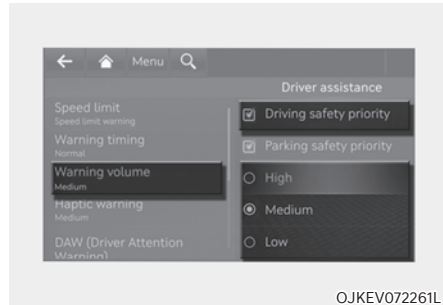 Menu
Driver assistance
Speed limit
Speed limit warning
Warning timing
Normal
Warning volume
Medium
Haptic warning
Medium
DAW (Driver Attention
Warning)
Driving safety priority
Parking safety priority
High
Medium
Low
OJKEV072261L